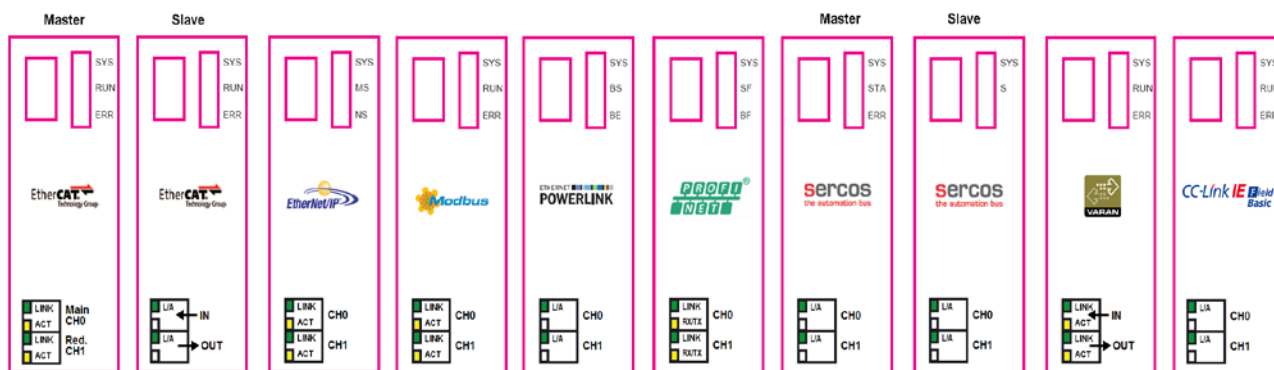 Master
Slave
Master
Slave
SYS
RUN
ERR
SYS
RUN
ERR
SYS
MS
NS
SYS
RUN
ERR
SYS
BS
BE
SYS
SF
BF
SYS
STA
ERR
SYS
S
SYS
RUN
ERR
SYS
RUN
ERR
EtherCAT
Technology Group
EtherCAT
Technology Group
EtherNet/IP
Modbus
ETHERNET
POWERLINK
PROFI
NET
sercos
the automation bus
sercos
the automation bus
VARAN
CC-Link IE Field
Basic
LINK
ACT
Main
CH0
LINK
ACT
Red.
CH1
L/A
IN
L/A
OUT
LINK
ACT
CH0
LINK
ACT
CH1
LINK
ACT
CH0
LINK
ACT
CH1
L/A
CH0
L/A
CH1
LINK
RX/TX
CH0
LINK
RX/TX
CH1
L/A
CH0
L/A
CH1
L/A
CH0
L/A
CH1
LINK
ACT
IN
LINK
ACT
OUT
L/A
CH0
L/A
CH1